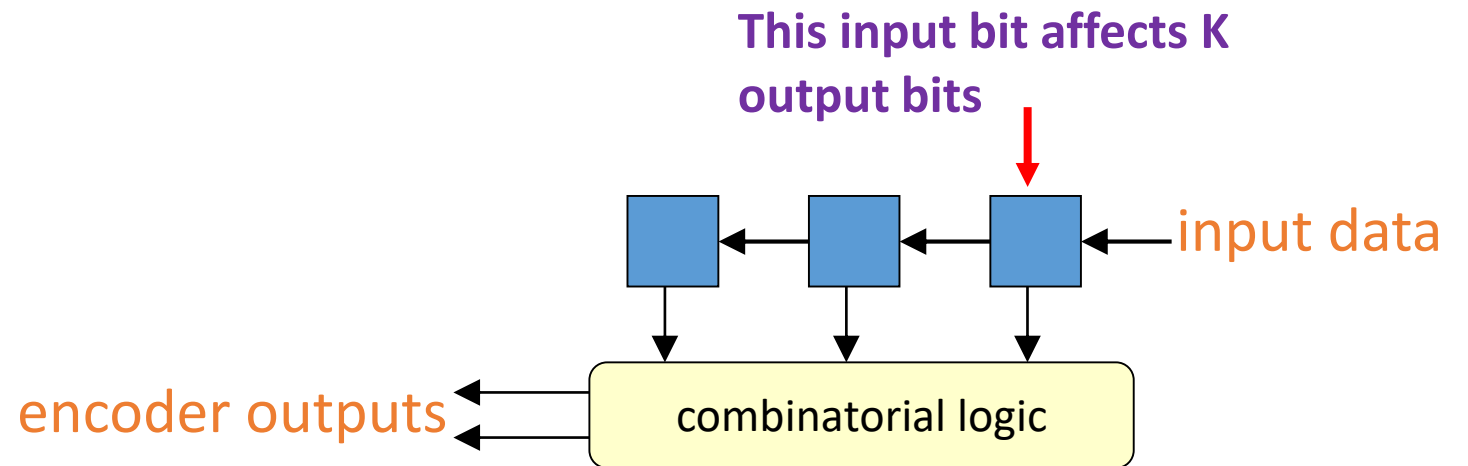 This input bit affects K
output bits
input data
encoder outputs
combinatorial logic